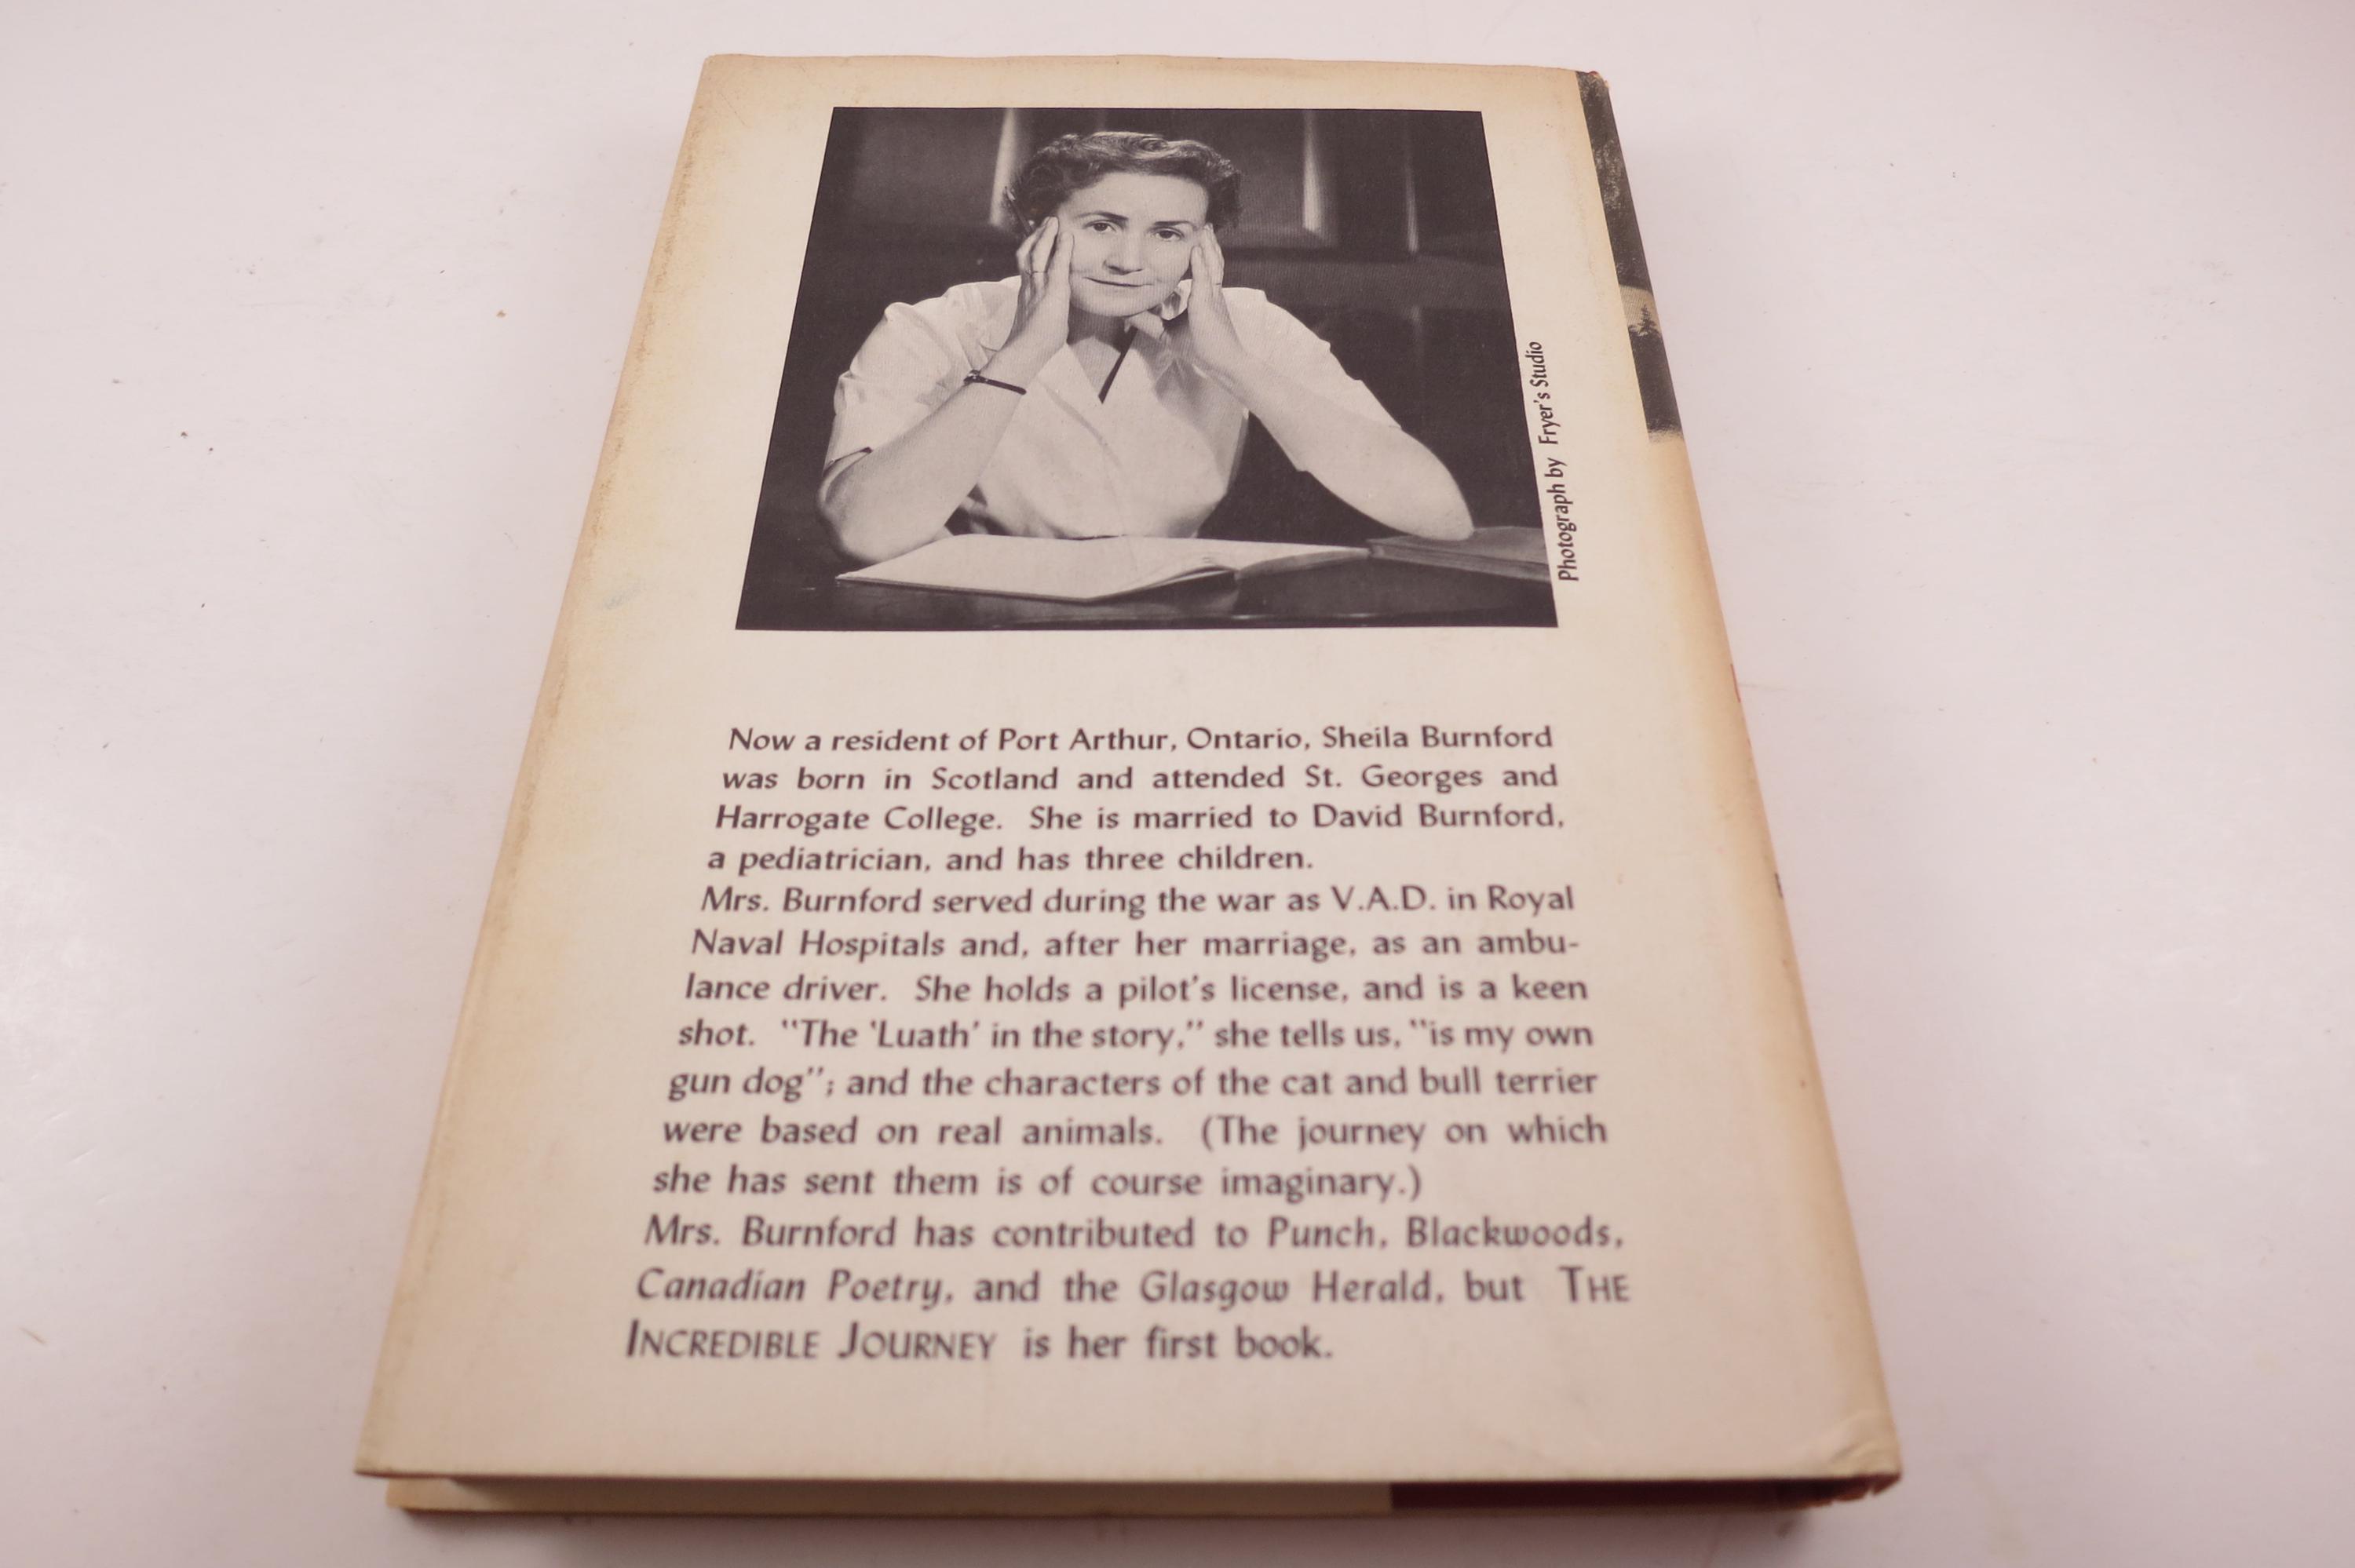 Photograph by Fryer's Studio
Now a resident of Port Arthur, Ontario, Sheila Burnford
was born in Scotland and attended St. Georges and
Harrogate College. She is married to David Burnford,
a pediatrician, and has three children.
Mrs. Burnford served during the war as V.A.D. in Royal
Naval Hospitals and, after her marriage, as an ambu-
lance driver. She holds a pilot's license, and is a keen
shot. "The 'Luath' in the story," she tells us, "is my own
gun dog"; and the characters of the cat and bull terrier
were based on real animals. (The journey on which
she has sent them is of course imaginary.)
Mrs. Burnford has contributed to Punch, Blackwoods,
Canadian Poetry, and the Glasgow Herald, but THE
INCREDIBLE JOURNEY is her first book.